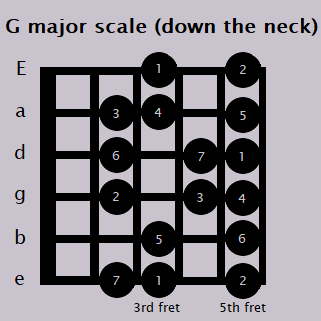 G major scale (down the neck)
E 1 2
a 3 4 5
d 6 7 1
g 2 3 4
b 5 6
e 7 1 2
3rd fret 5th fret